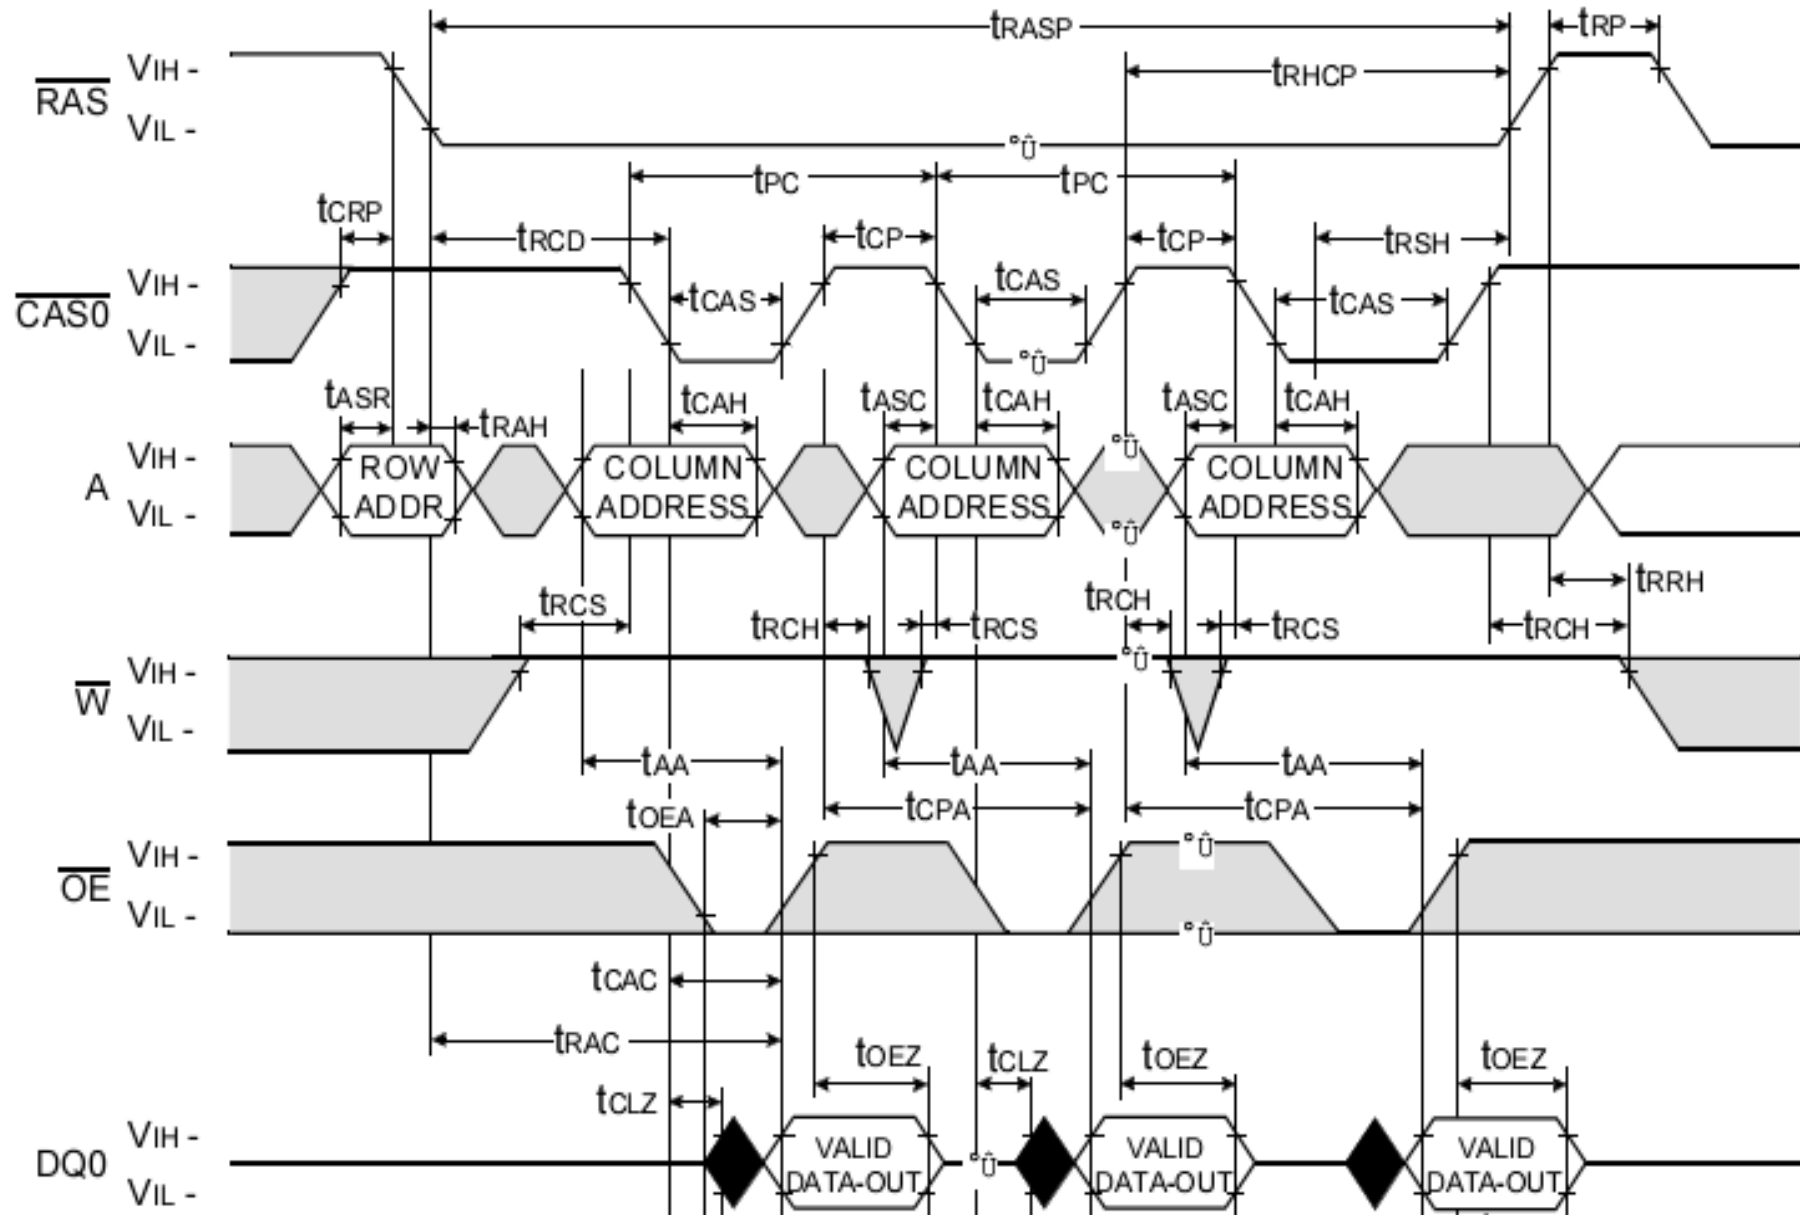 tRASP tRP
RAS VIH - tRHCP
VIL - °Û
tPC tPC
tCRP tRCD tCP tCP tRSH
CAS0 VIH - tCAS tCAS tCAS
VIL - °Û
tASR tRAH tCAH tASC tCAH tASC tCAH
A VIH - ROW COLUMN COLUMN °Û COLUMN
VIL - ADDR ADDRESS ADDRESS °Û ADDRESS
tRRH
tRCS tRCH tRCS tRCH tRCS tRCH
W VIH - °Û
VIL -
tAA tAA tAA
tOEA tCPA tCPA
OE VIH - °Û
VIL - °Û
tCAC
tRAC tOEZ tCLZ tOEZ tOEZ
tCLZ
DQ0 VIH - VALID VALID VALID
°Û
VIL - DATA-OUT DATA-OUT DATA-OUT